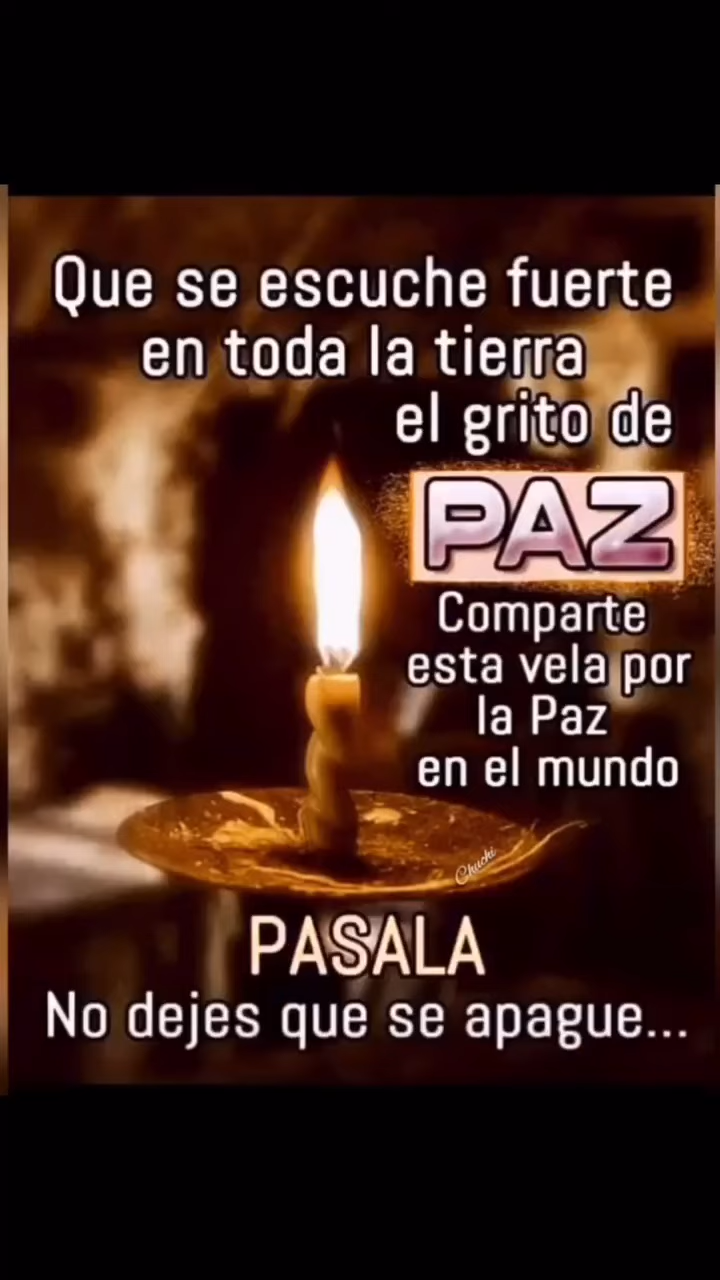 Que se escuche fuerte
en toda la tierra
el grito de
PAZ
Comparte
esta vela por
la Paz
en el mundo
Chuchi
PASALA
No dejes que se apague...